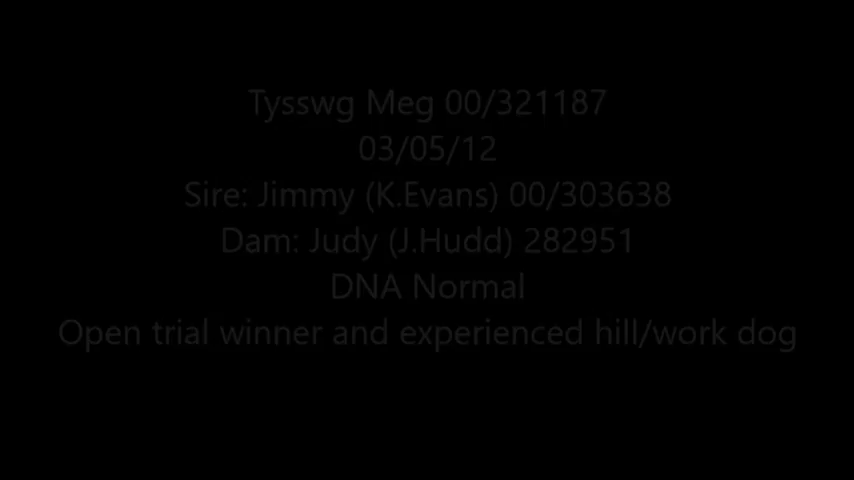 Tysswg Meg 00/321187
03/05/12
Sire: Jimmy (K.Evans) 00/303638
Dam: Judy (J.Hudd) 282951
DNA Normal
Open trial winner and experienced hill/work dog